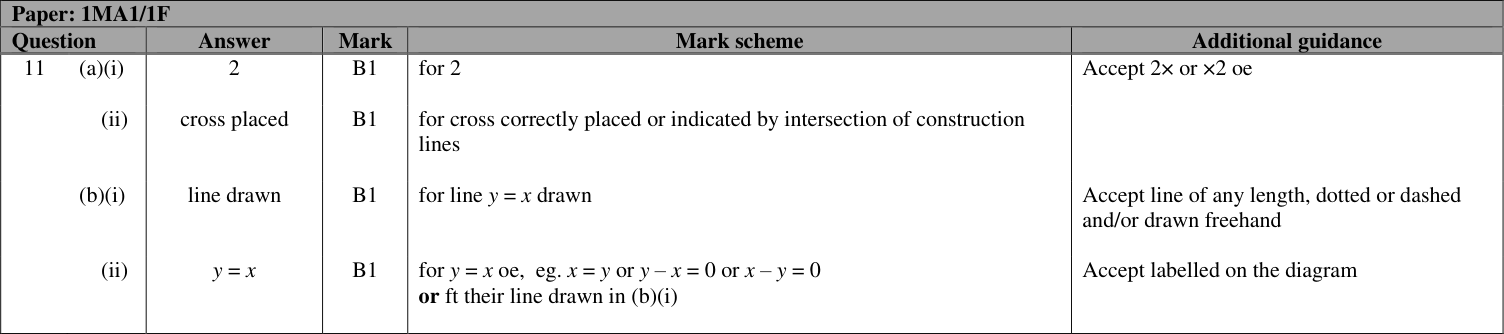 Paper: 1MA1/1F
Question Answer Mark Mark scheme Additional guidance
11 (a)(i) 2 B1 for 2 Accept 2× or ×2 oe
(ii) cross placed B1 for cross correctly placed or indicated by intersection of construction
lines
(b)(i) line drawn B1 for line y = x drawn Accept line of any length, dotted or dashed
and/or drawn freehand
(ii) y = x B1 for y = x oe, eg. x = y or y – x = 0 or x – y = 0 Accept labelled on the diagram
or ft their line drawn in (b)(i)